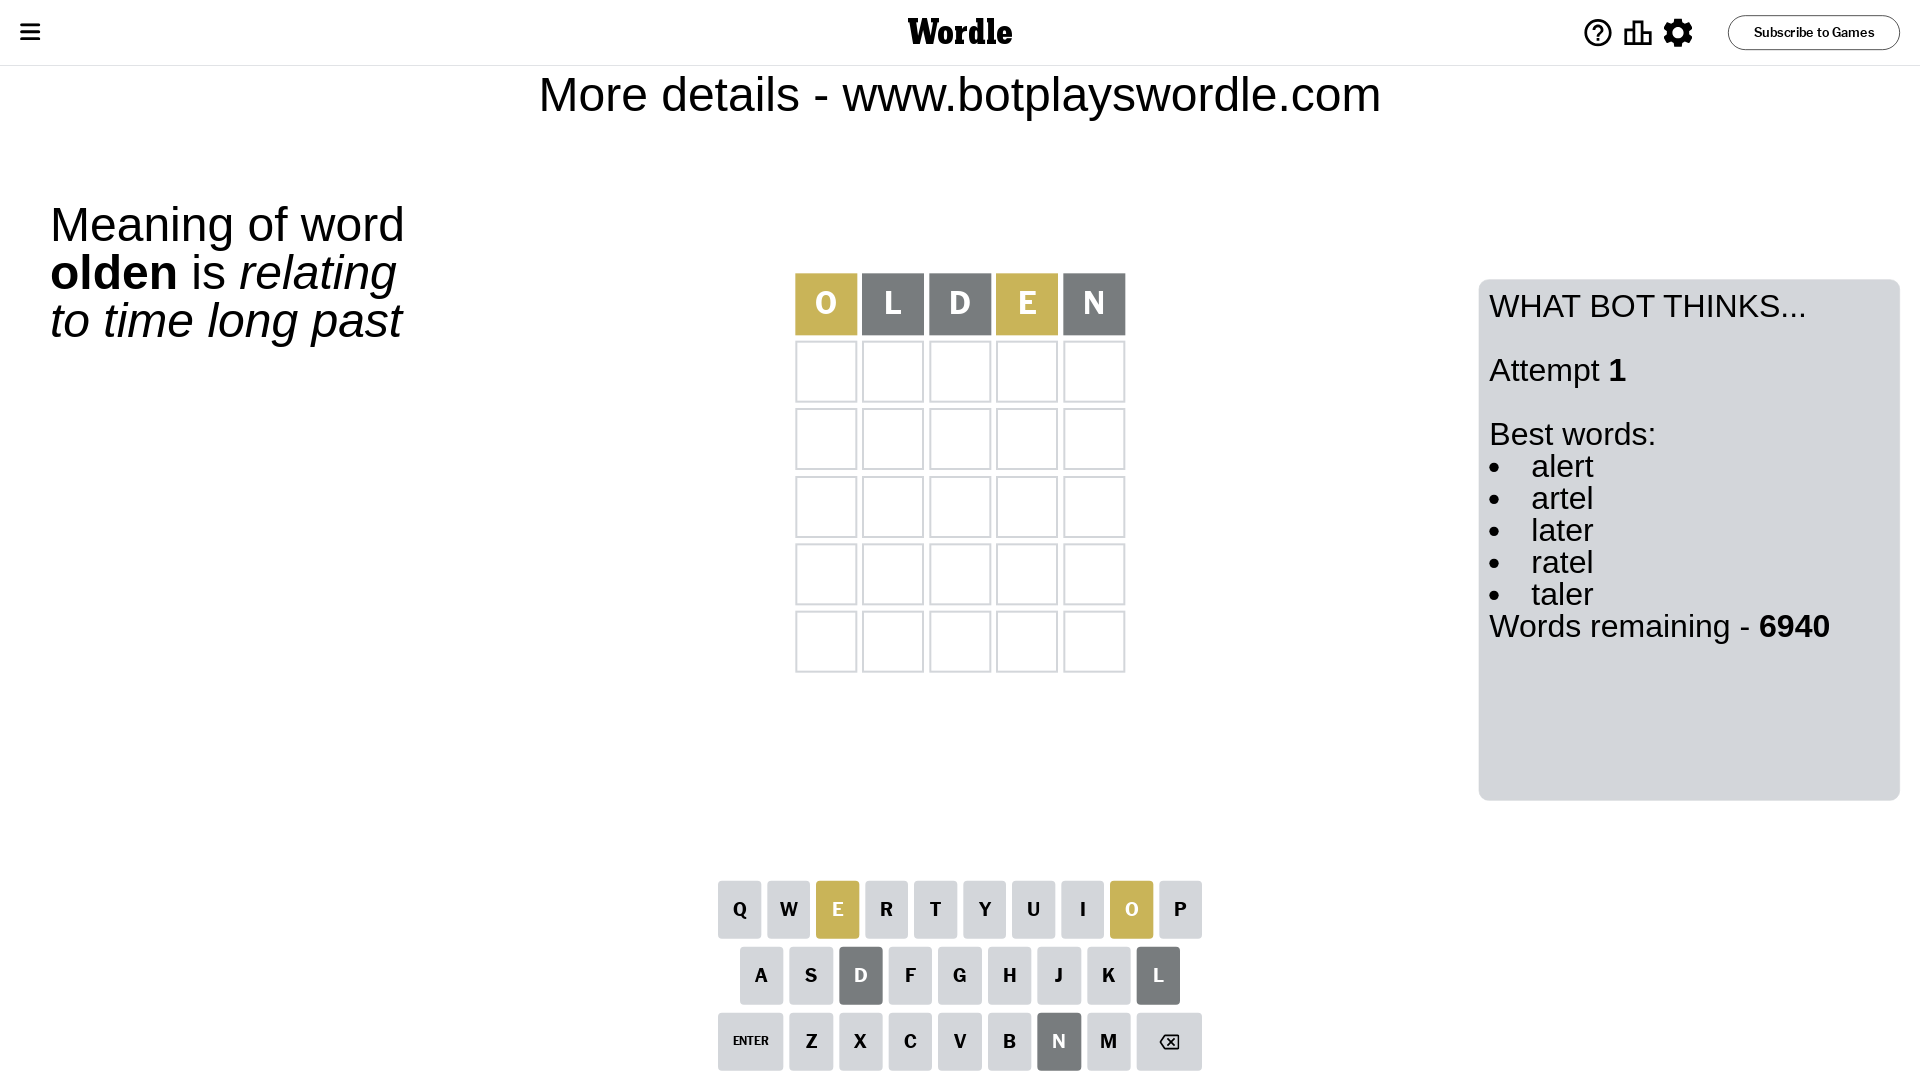 Wordle
Subscribe to Games
More details - www.botplayswordle.com
Meaning of word
olden is relating
to time long past
O L D E N
WHAT BOT THINKS...
Attempt 1
Best words:
• alert
• artel
• later
• ratel
• taler
Words remaining - 6940
Q W E R T Y U I O P
A S D F G H J K L
ENTER Z X C V B N M